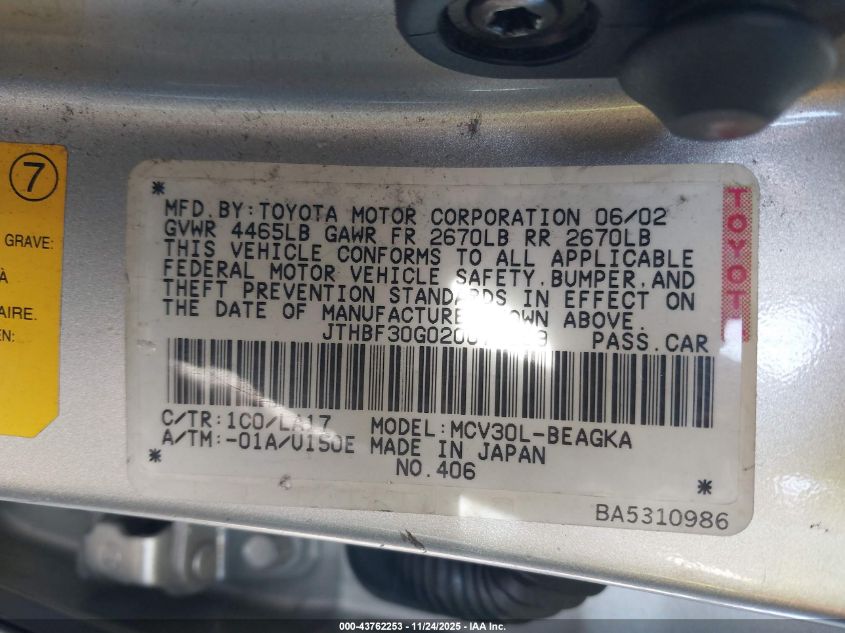 7
GRAVE:
À
AIRE.
EN:
MFD.BY:TOYOTA MOTOR CORPORATION 06/02
GVWR 4465LB GAWR FR 2670LB RR 2670LB
THIS VEHICLE CONFORMS TO ALL APPLICABLE
FEDERAL MOTOR VEHICLE SAFETY,BUMPER,AND
THEFT PREVENTION STANDARDS IN EFFECT ON
THE DATE OF MANUFACTURE OWN ABOVE.
PASS.CAR
C/TR:1C0/LA17 MODEL:MCV30L-BEAGKA
A/TM:-01A/U150E MADE IN JAPAN
NO.406
BA5310986
TOYOT
000-43762253 - 11/24/2025 - IAA Inc.